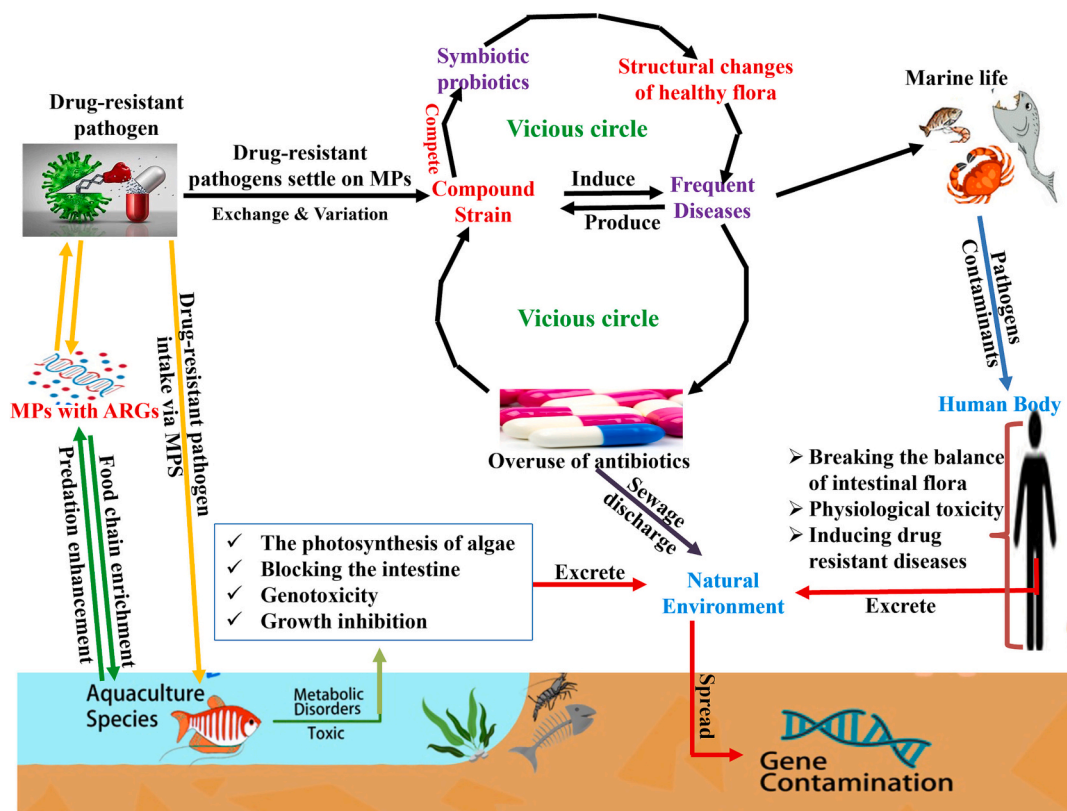 Drug-resistant
pathogen
Drug-resistant
pathogens settle on MPs
Exchange & Variation
Symbiotic
probiotics
Structural changes
of healthy flora
Vicious circle
Compete
Compound
Strain
Induce
Produce
Frequent
Diseases
Marine life
Pathogens
Contaminants
Vicious circle
Drug-resistant pathogen
intake via MPS
MPs with ARGs
Food chain enrichment
Predation enhancement
Overuse of antibiotics
Sewage
discharge
Human Body
➢ Breaking the balance
of intestinal flora
➢ Physiological toxicity
➢ Inducing drug
resistant diseases
✓ The photosynthesis of algae
✓ Blocking the intestine
✓ Genotoxicity
✓ Growth inhibition
Excrete
Natural
Environment
Excrete
Aquaculture
Species
Metabolic
Disorders
Toxic
Spread
Gene
Contamination